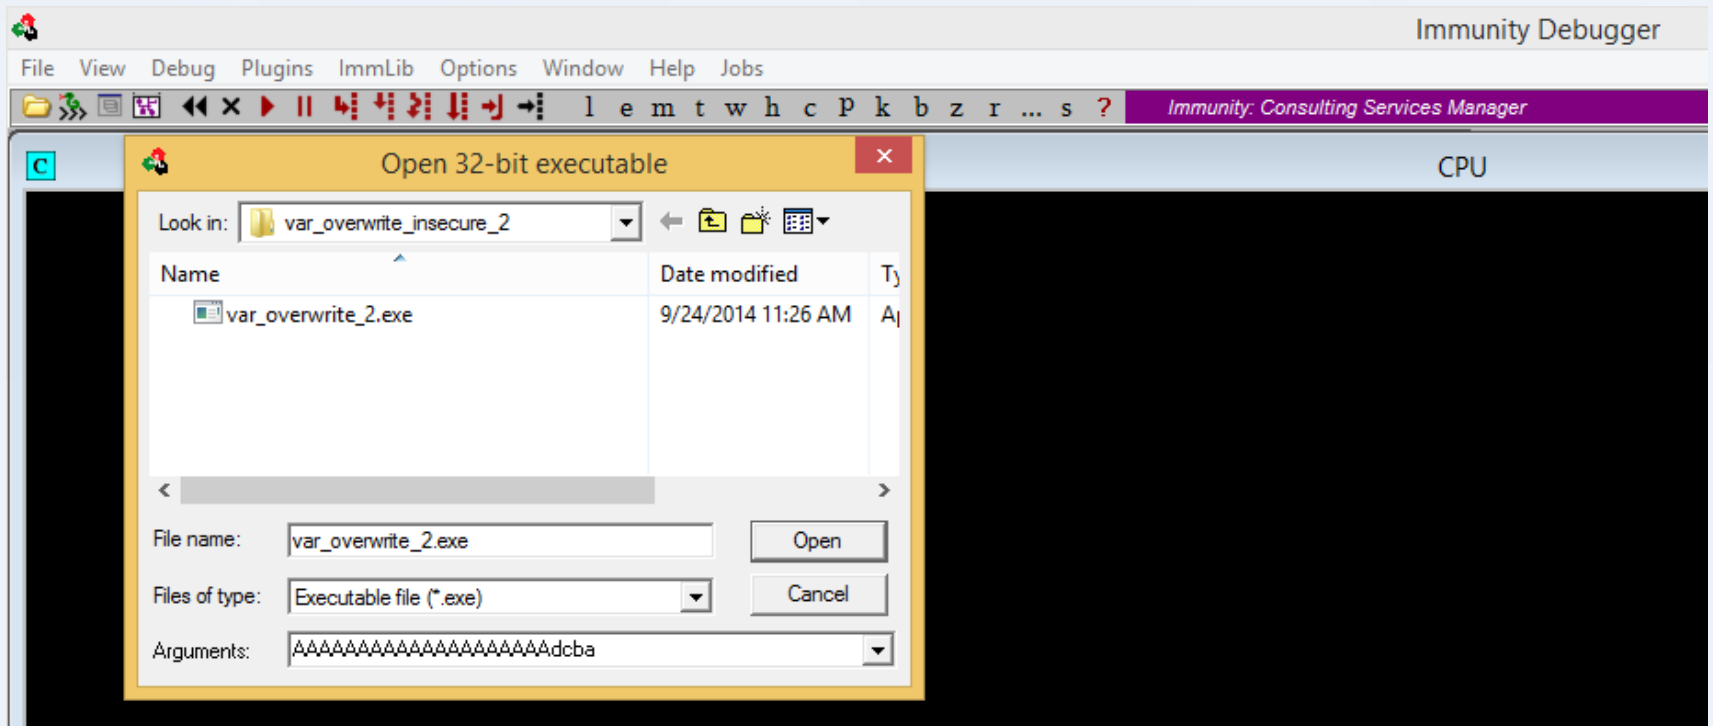 Immunity Debugger
File View Debug Plugins ImmLib Options Window Help Jobs
l e m t w h c P k b z r ... s ? Immunity: Consulting Services Manager
C
Open 32-bit executable
CPU
Look in: var_overwrite_insecure_2
Name Date modified Ty
var_overwrite_2.exe 9/24/2014 11:26 AM Ap
File name: var_overwrite_2.exe Open
Files of type: Executable file (*.exe) Cancel
Arguments: AAAAAAAAAAAAAAAAAAAAdcba